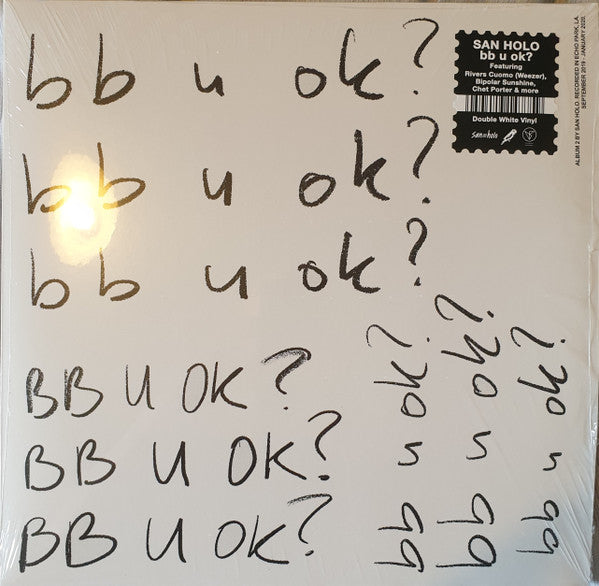 bb u ok?
bb u ok?
bb u ok?
BB U OK?
BB U OK?
BB U OK?
bb u ok?
bb u ok?
bb u ok?
SAN HOLO
bb u ok?
Featuring
Rivers Cuomo (Weezer),
Bipolar Sunshine,
Chet Porter & more
Double White Vinyl
san holo
ALBUM 2 BY SAN HOLO. RECORDED IN ECHO PARK, LA.
SEPTEMBER 2019 - JANUARY 2020.